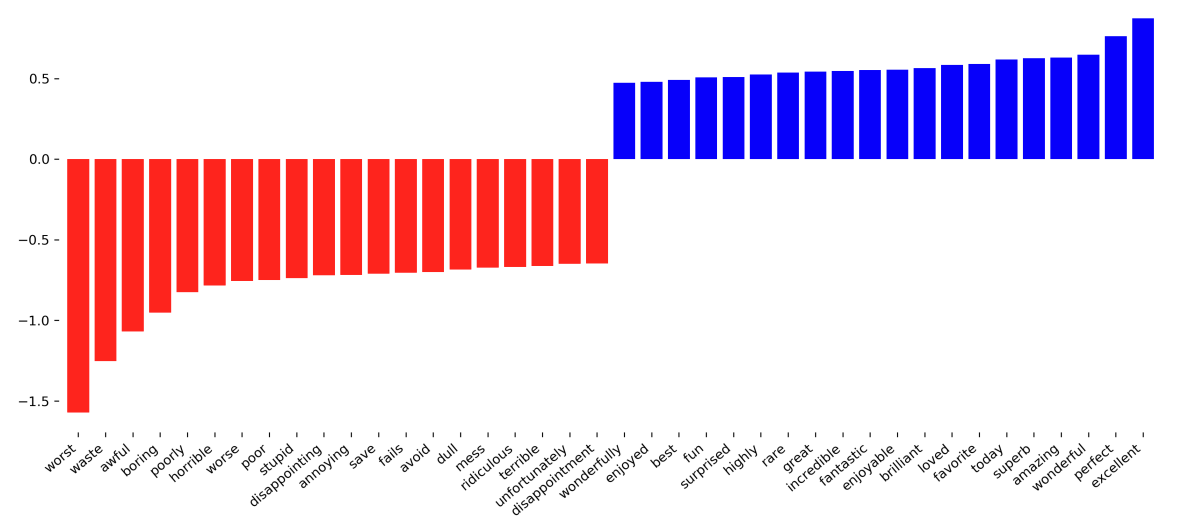 0.5
0.0
−0.5
−1.0
−1.5
worst
waste
awful
boring
poorly
horrible
worse
poor
stupid
disappointing
annoying
save
fails
avoid
dull
mess
ridiculous
terrible
unfortunately
disappointment
wonderfully
enjoyed
best
fun
surprised
highly
rare
great
incredible
fantastic
enjoyable
brilliant
loved
favorite
today
superb
amazing
wonderful
perfect
excellent